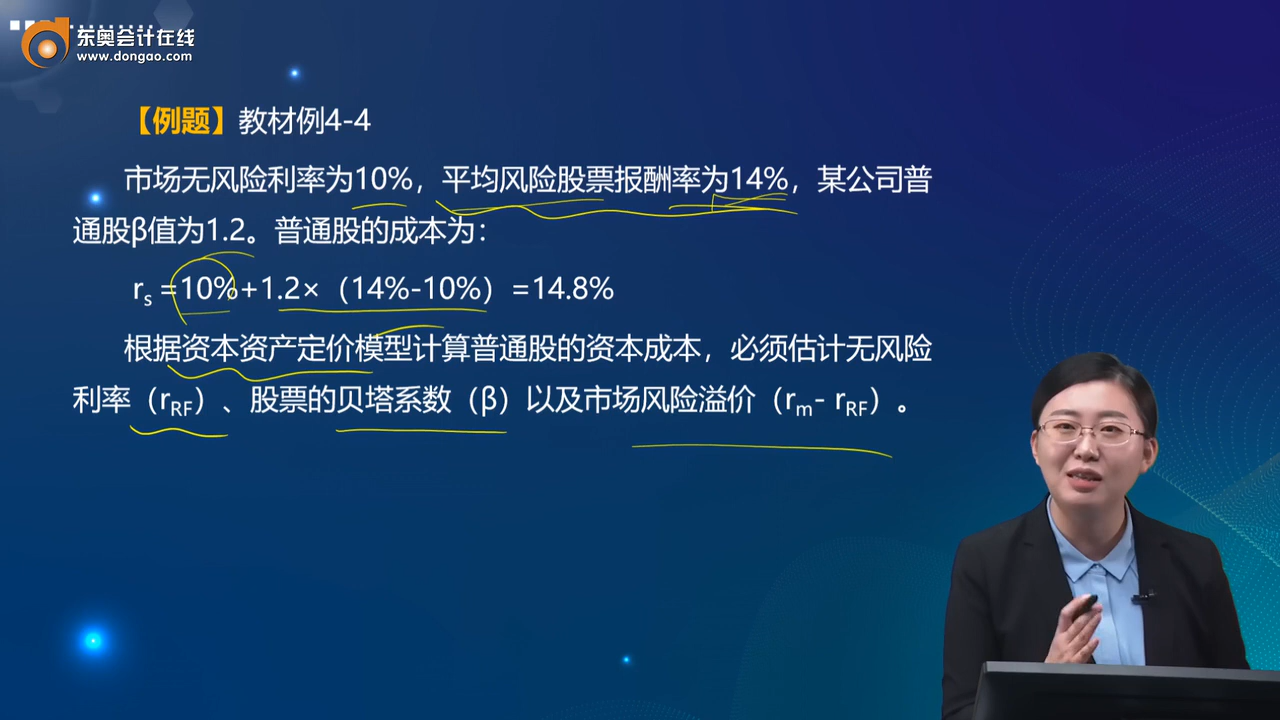 东奥会计在线
www.dongao.com
【例题】教材例4-4
市场无风险利率为10%，平均风险股票报酬率为14%，某公司普
通股β值为1.2。普通股的成本为：
rs =10%+1.2×（14%-10%）=14.8%
根据资本资产定价模型计算普通股的资本成本，必须估计无风险
利率（rRF）、股票的贝塔系数（β）以及市场风险溢价（rm- rRF）。